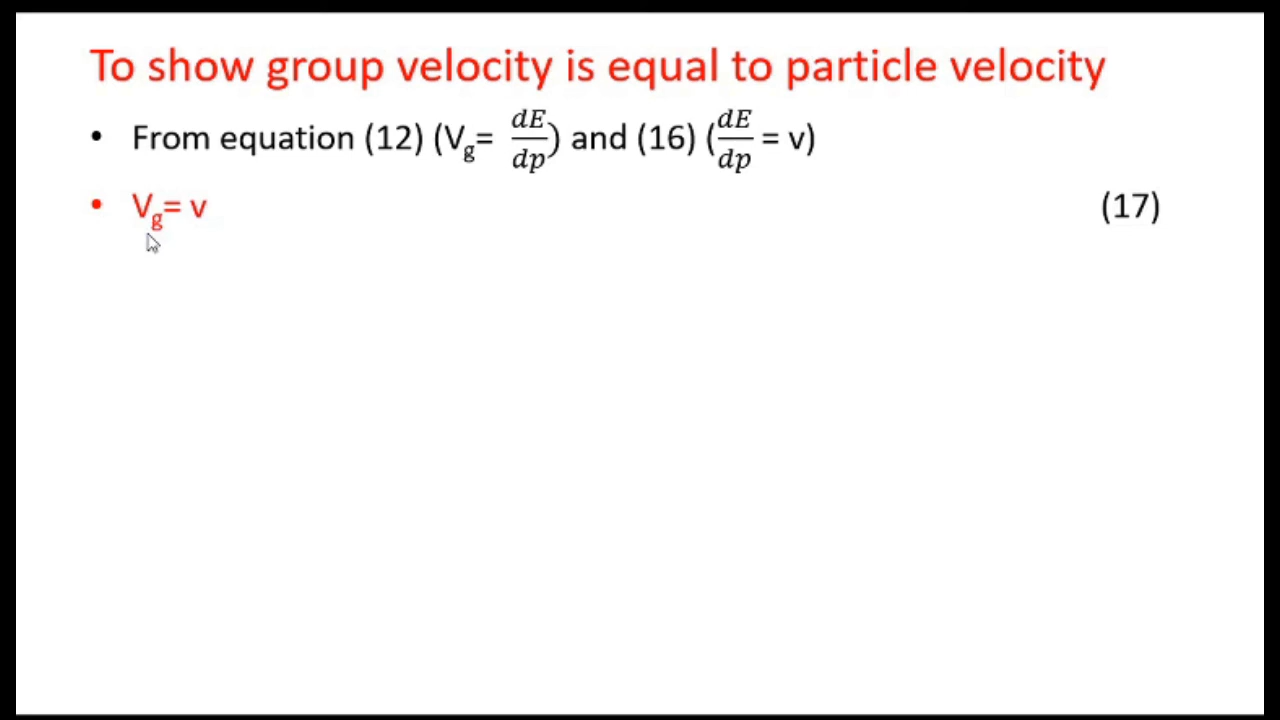 To show group velocity is equal to particle velocity
• From equation (12) (Vg= dE/dp) and (16) (dE/dp = v)
• Vg= v (17)